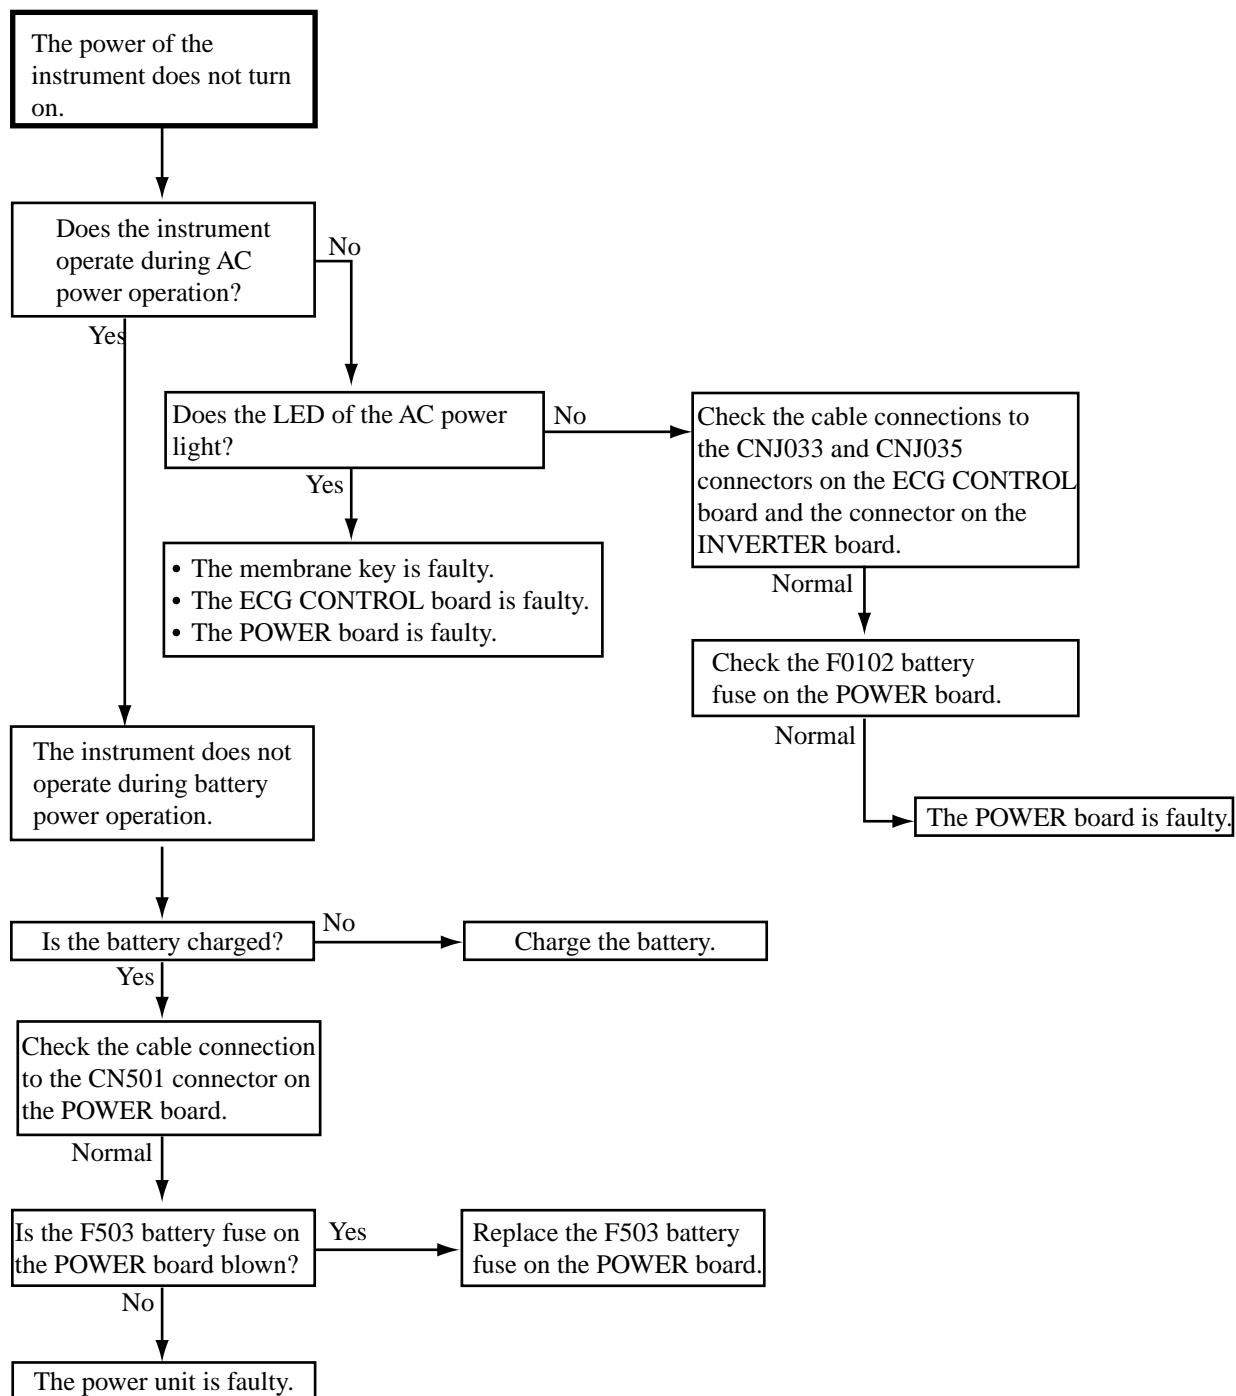 The power of the
instrument does not turn
on.
Does the instrument
operate during AC
power operation?
No
Yes
Does the LED of the AC power
light?
No
Yes
Check the cable connections to
the CNJ033 and CNJ035
connectors on the ECG CONTROL
board and the connector on the
INVERTER board.
Normal
• The membrane key is faulty.
• The ECG CONTROL board is faulty.
• The POWER board is faulty.
Check the F0102 battery
fuse on the POWER board.
Normal
The POWER board is faulty.
The instrument does not
operate during battery
power operation.
Is the battery charged?
No
Charge the battery.
Yes
Check the cable connection
to the CN501 connector on
the POWER board.
Normal
Is the F503 battery fuse on
the POWER board blown?
Yes
Replace the F503 battery
fuse on the POWER board.
No
The power unit is faulty.